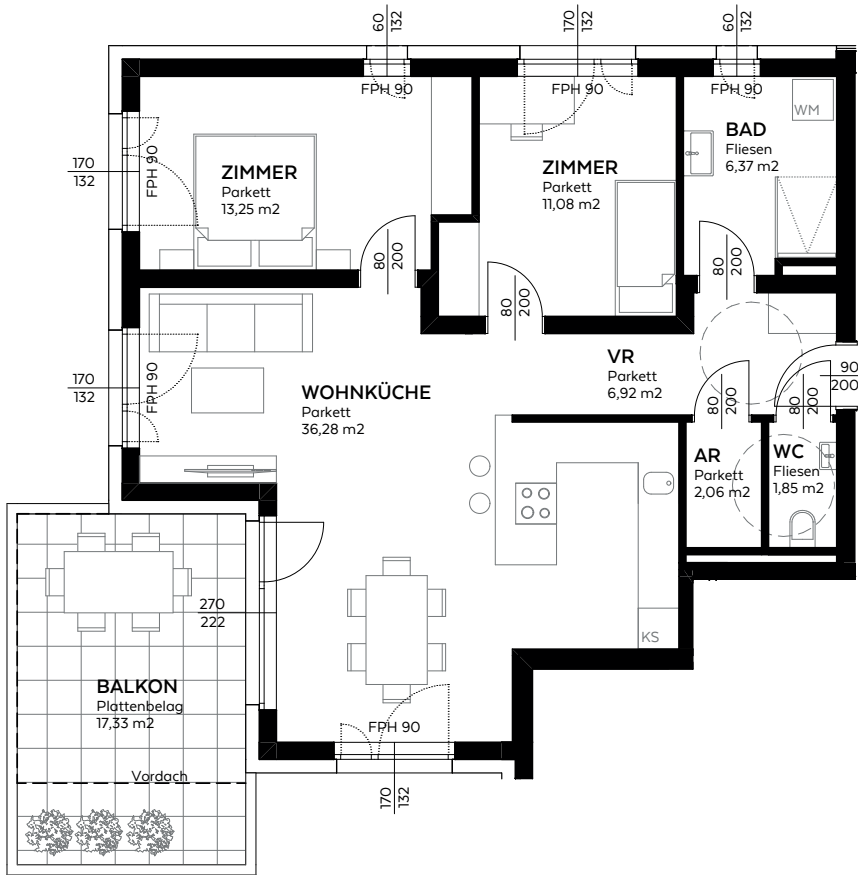 60
132
170
132
60
132
FPH 90
FPH 90
FPH 90
WM
BAD
Fliesen
6,37 m2
ZIMMER
Parkett
13,25 m2
ZIMMER
Parkett
11,08 m2
170
132
FPH 90
80
200
80
200
80
200
VR
Parkett
6,92 m2
90
200
170
132
FPH 90
WOHNKÜCHE
Parkett
36,28 m2
80
200
80
200
AR
Parkett
2,06 m2
WC
Fliesen
1,85 m2
270
222
KS
BALKON
Plattenbelag
17,33 m2
FPH 90
Vordach
170
132